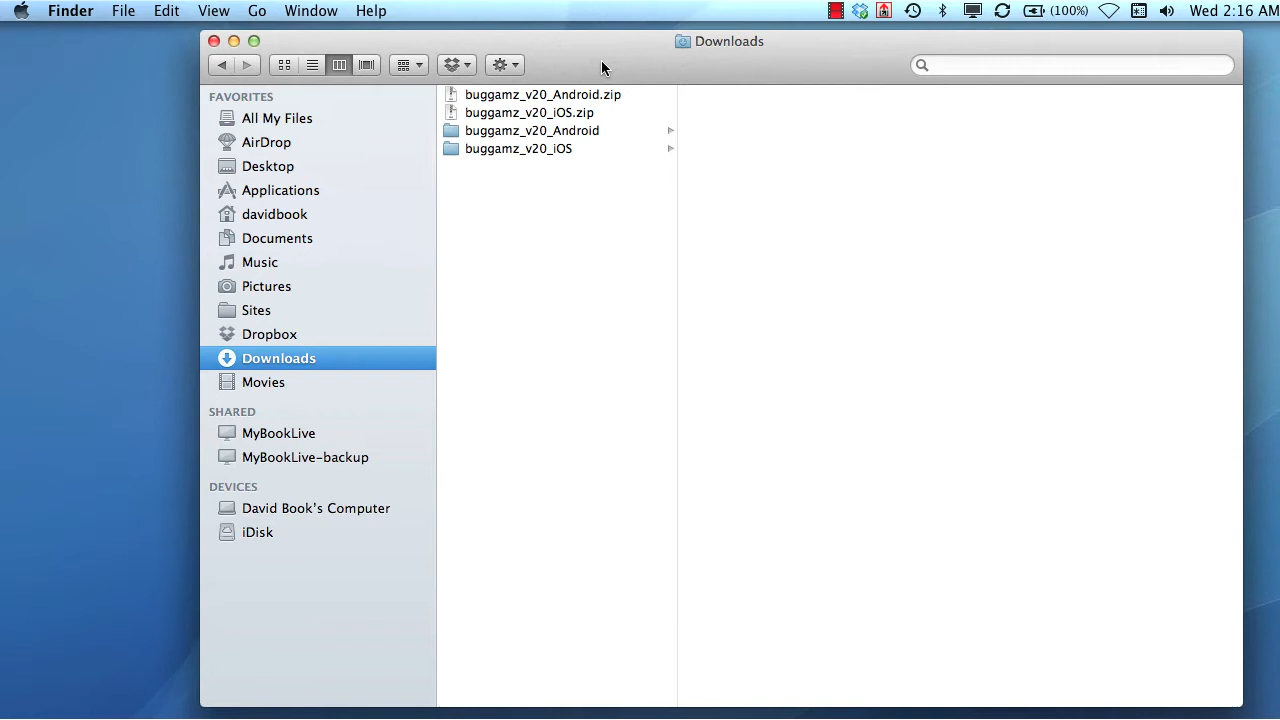 Finder File Edit View Go Window Help (100%) Wed 2:16 AM
Downloads
FAVORITES
All My Files
AirDrop
Desktop
Applications
davidbook
Documents
Music
Pictures
Sites
Dropbox
Downloads
Movies
SHARED
MyBookLive
MyBookLive-backup
DEVICES
David Book's Computer
iDisk
buggamz_v20_Android.zip
buggamz_v20_iOS.zip
buggamz_v20_Android
buggamz_v20_iOS